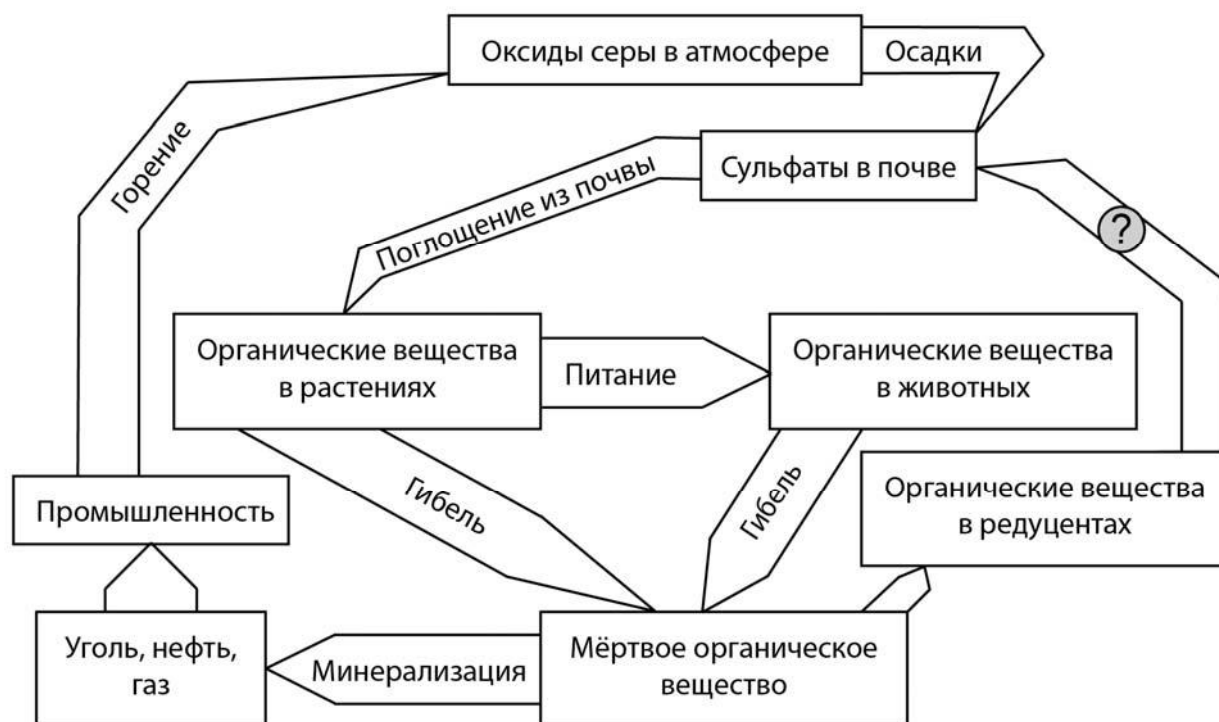 Оксиды серы в атмосфере
Осадки
Горение
Сульфаты в почве
Поглощение из почвы
?
Органические вещества
в растениях
Питание
Органические вещества
в животных
Гибель
Гибель
Органические вещества
в редуцентах
Промышленность
Уголь, нефть,
газ
Минерализация
Мёртвое органическое
вещество